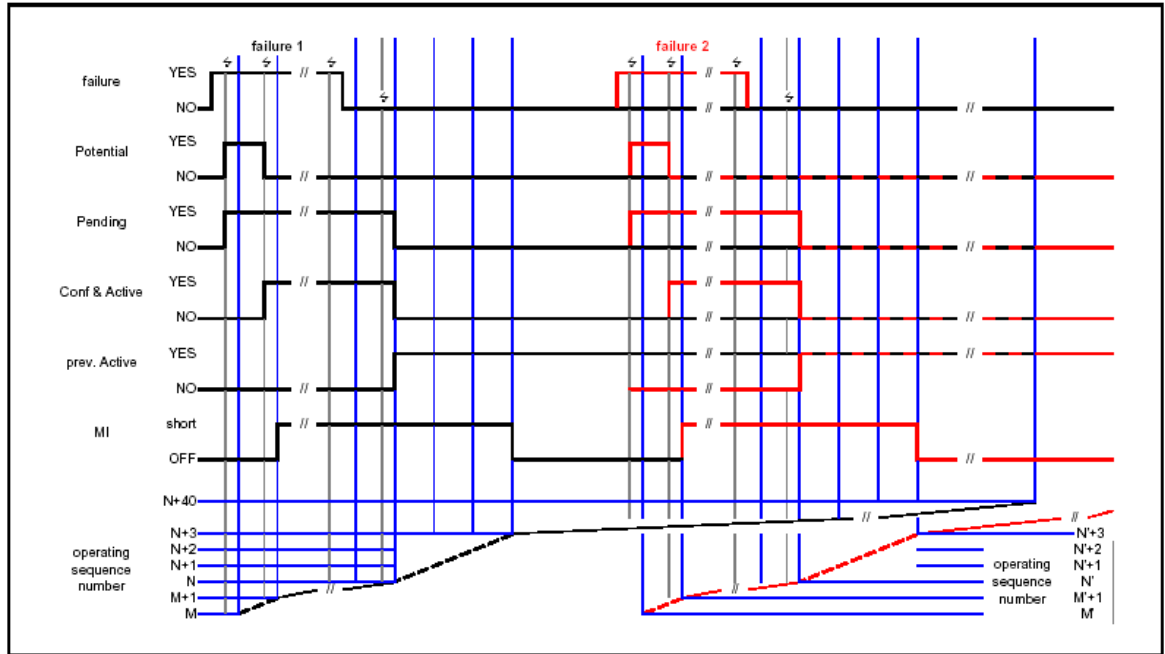 failure 1 failure 2
failure YES
NO
Potential YES
NO
Pending YES
NO
Conf & Active YES
NO
prev. Active YES
NO
MI short
OFF
N+40
N+3 N'+3
N+2 N'+2
operating sequence number
N+1 N'+1
operating sequence number
N N'
M+1 M'+1
M M'